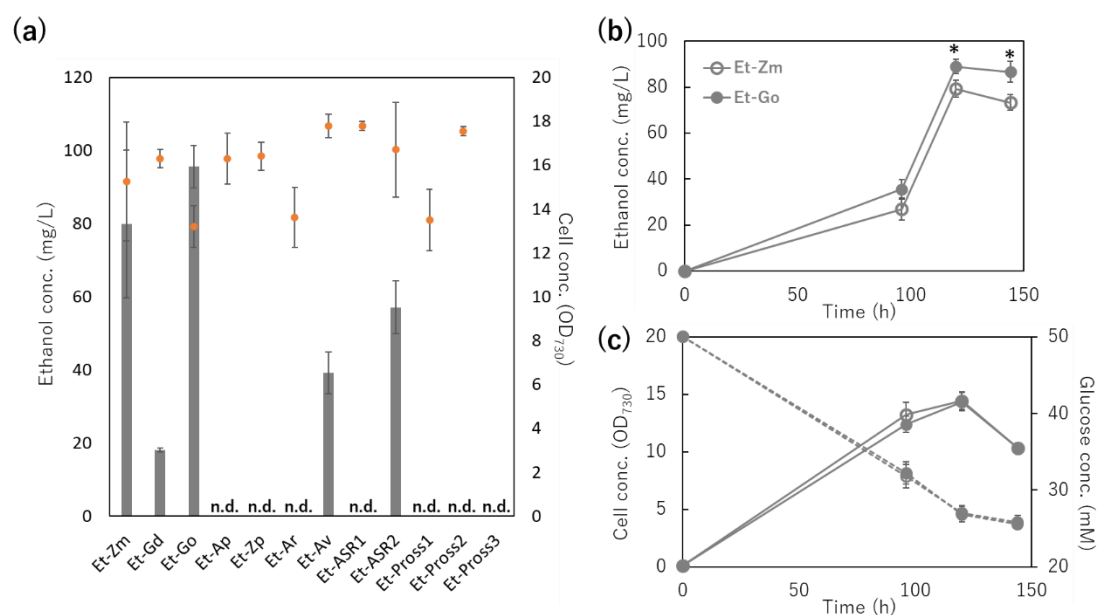 (a)
120
100
80
60
40
20
0
Ethanol conc. (mg/L)
20
18
16
14
12
10
8
6
4
2
0
Cell conc. (OD730)
n.d. n.d. n.d. n.d. n.d. n.d. n.d.
Et-Zm
Et-Gd
Et-Go
Et-Ap
Et-Zp
Et-Ar
Et-Av
Et-ASR1
Et-ASR2
Et-Pross1
Et-Pross2
Et-Pross3
(b)
100
80
60
40
20
0
Ethanol conc. (mg/L)
Et-Zm
Et-Go
* *
0 50 100 150
Time (h)
(c)
20
15
10
5
0
Cell conc. (OD730)
50
40
30
20
Glucose conc. (mM)
0 50 100 150
Time (h)